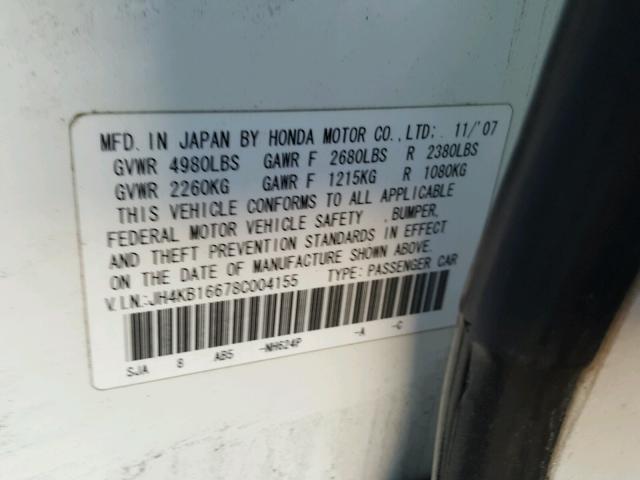 MFD. IN JAPAN BY HONDA MOTOR CO.,LTD: . 11/'07
GVWR 4980LBS GAWR F 2680LBS R 2380LBS
GVWR 2260KG GAWR F 1215KG R 1080KG
THIS VEHICLE CONFORMS TO ALL APPLICABLE
FEDERAL MOTOR VEHICLE SAFETY , BUMPER,
AND THEFT PREVENTION STANDARDS IN EFFECT
ON THE DATE OF MANUFACTURE SHOWN ABOVE.
V.I.N.:JH4KB16678C004155 TYPE: PASSENGER CAR
SJA 8 AB5 -NH624P -A -C